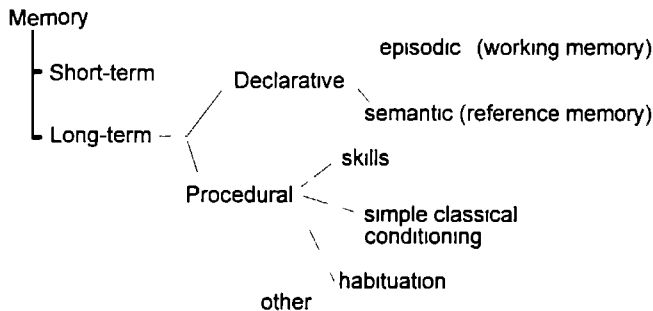 Memory
Short-term
Long-term
Declarative
episodic (working memory)
semantic (reference memory)
Procedural
skills
simple classical
conditioning
habituation
other